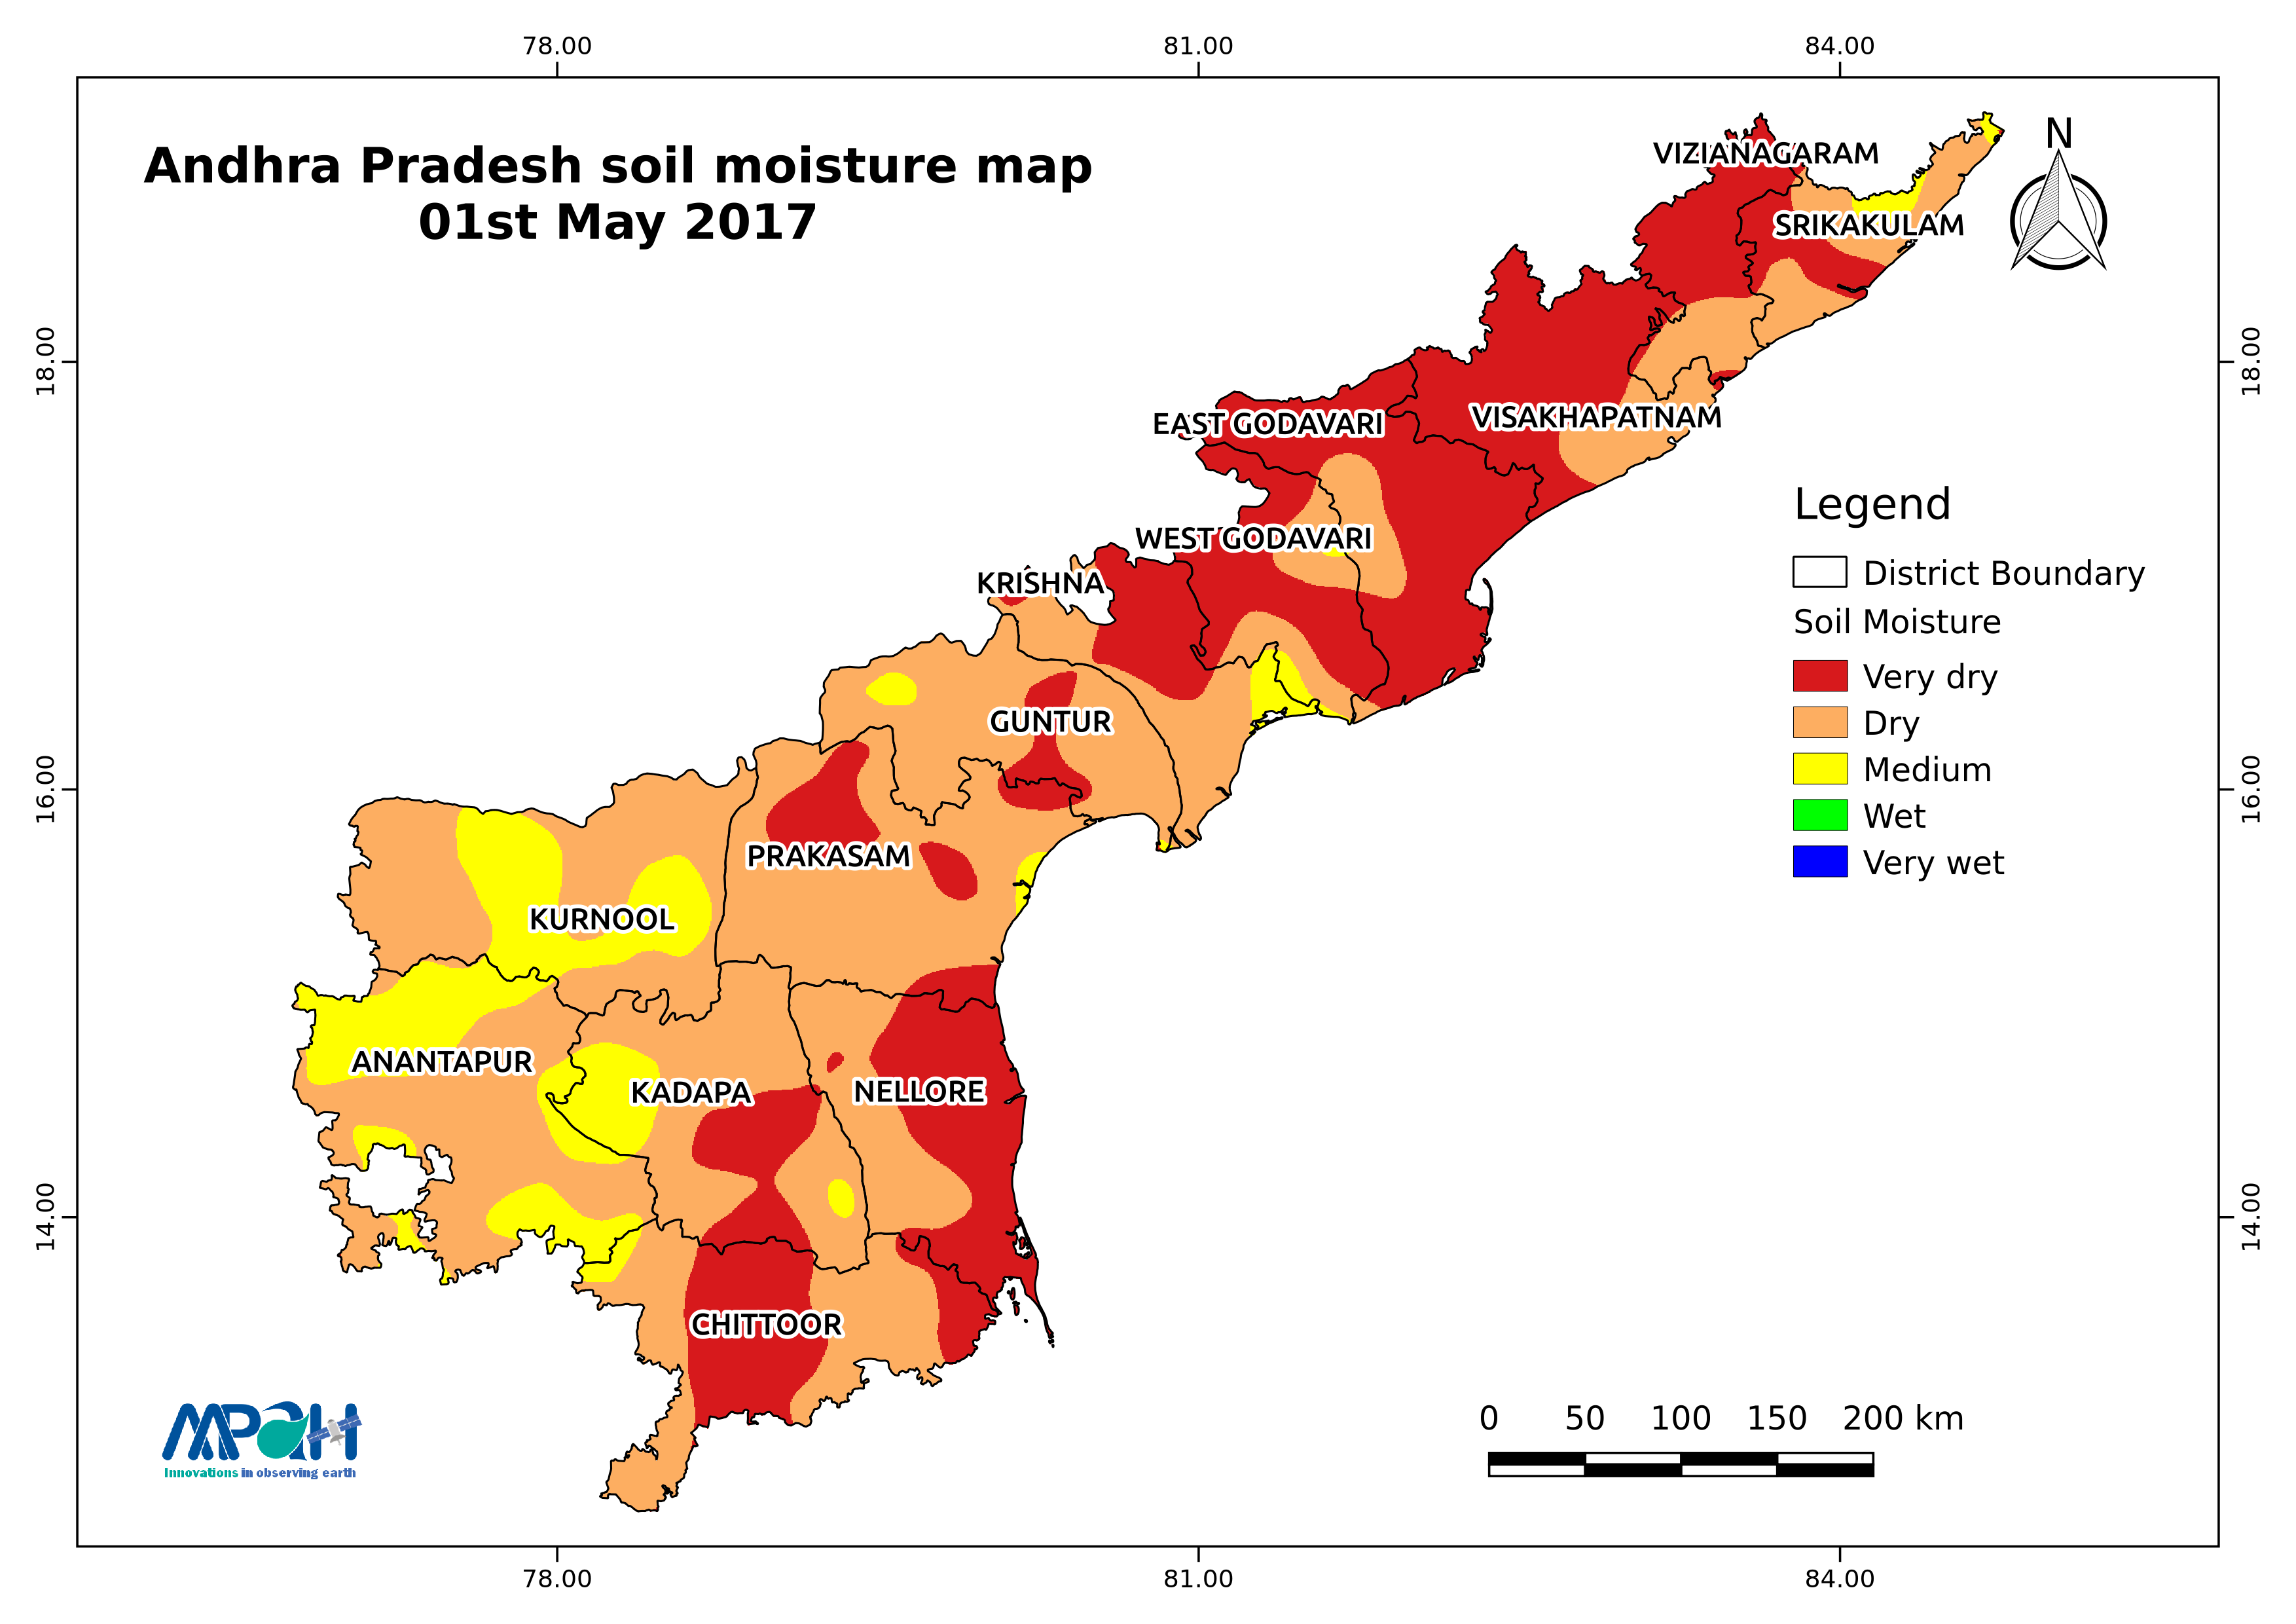 78.00
81.00
84.00
Andhra Pradesh soil moisture map
01st May 2017
N
VIZIANAGARAM
SRIKAKULAM
18.00
18.00
EAST GODAVARI
VISAKHAPATNAM
WEST GODAVARI
KRISHNA
GUNTUR
Legend
District Boundary
Soil Moisture
Very dry
Dry
Medium
Wet
Very wet
16.00
16.00
PRAKASAM
KURNOOL
ANANTAPUR
KADAPA
NELLORE
14.00
14.00
CHITTOOR
MPaH
Innovations in observing earth
0 50 100 150 200 km
78.00
81.00
84.00